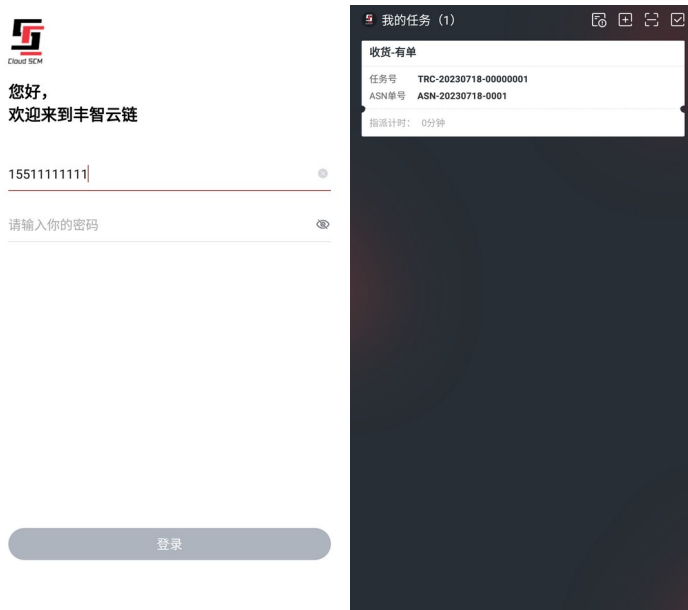 Cloud SCM
您好，
欢迎来到丰智云链
15511111111
请输入你的密码
登录
我的任务（1）
收货-有单
任务号 TRC-20230718-00000001
ASN单号 ASN-20230718-0001
指派计时： 0分钟